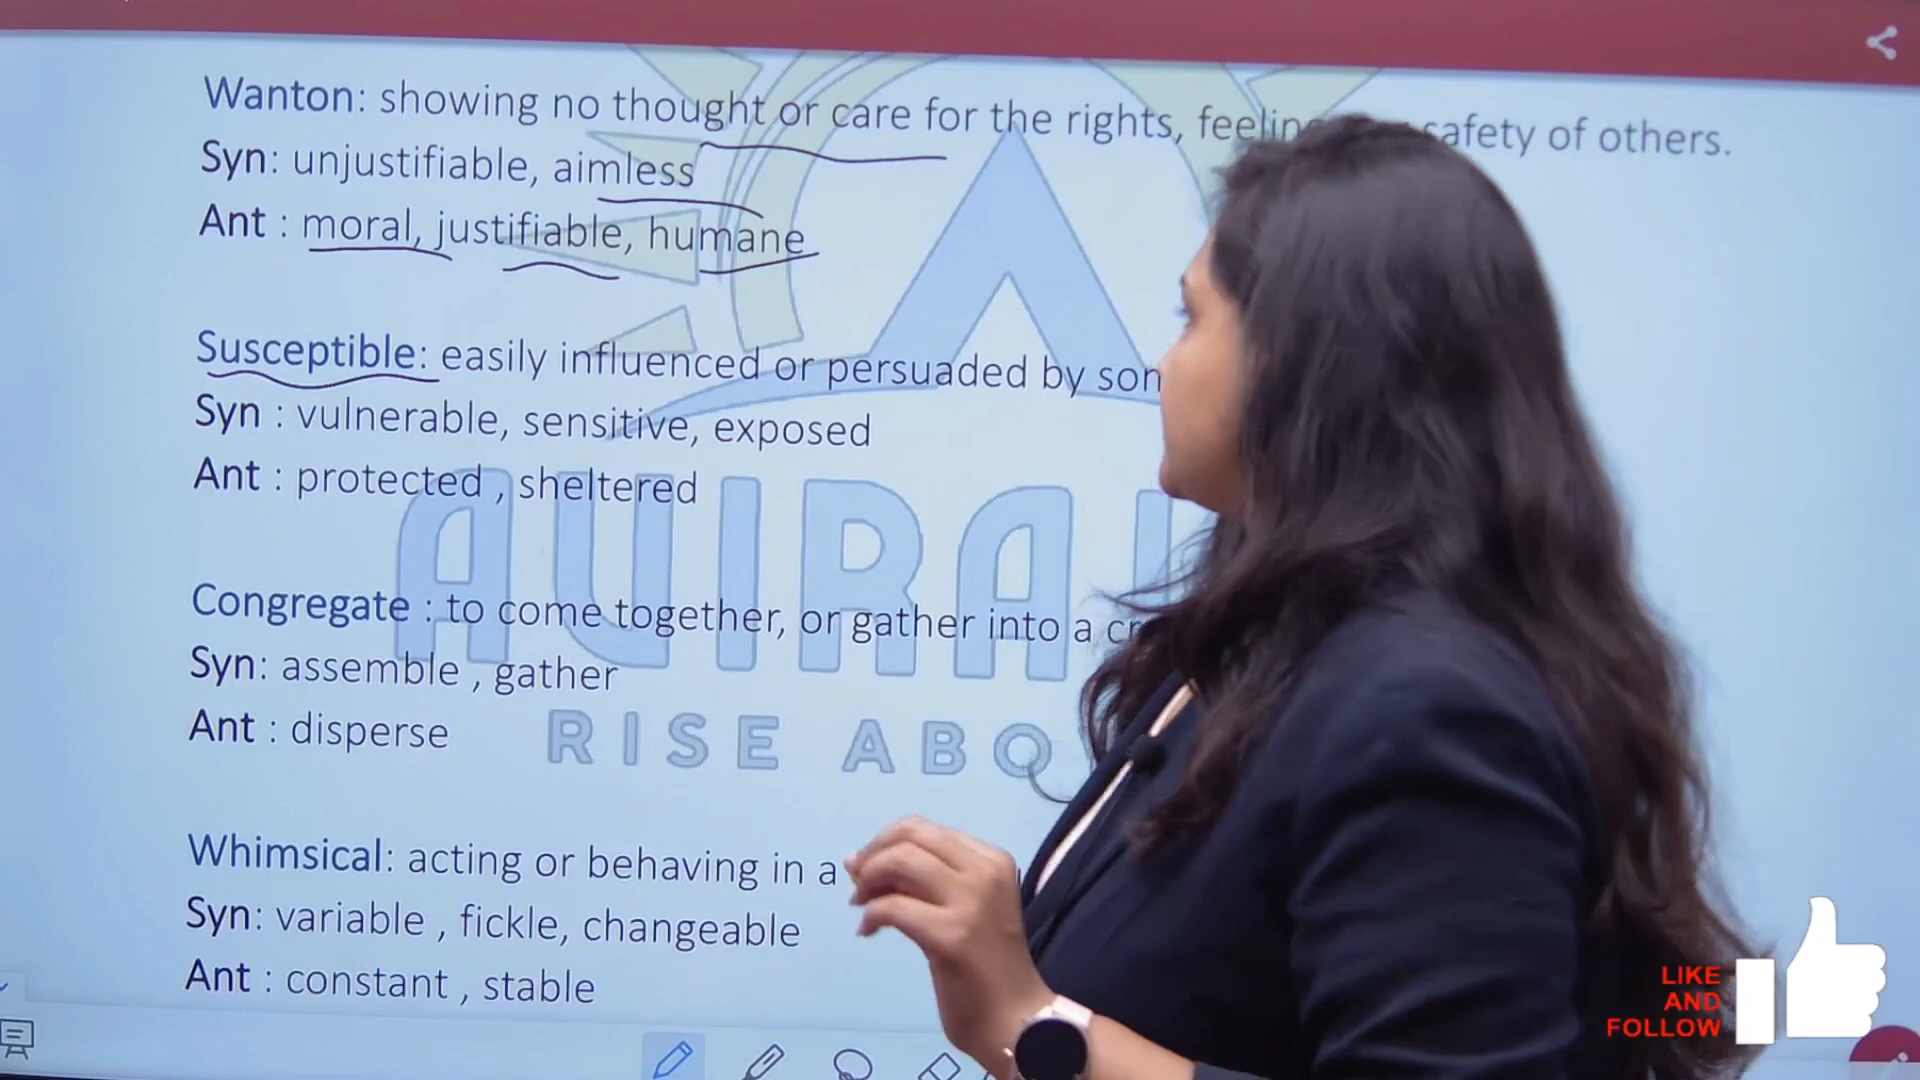 Wanton: showing no thought or care for the rights, safety of others.
Syn: unjustifiable, aimless
Ant : moral, justifiable, humane
Susceptible: easily influenced or persuaded by
Syn : vulnerable, sensitive, exposed
Ant : protected , sheltered
Congregate : to come together, or gather into a
Syn: assemble , gather
Ant : disperse
RISE
Whimsical: acting or behaving in a
Syn: variable , fickle, changeable
Ant : constant , stable
LIKE
AND
FOLLOW